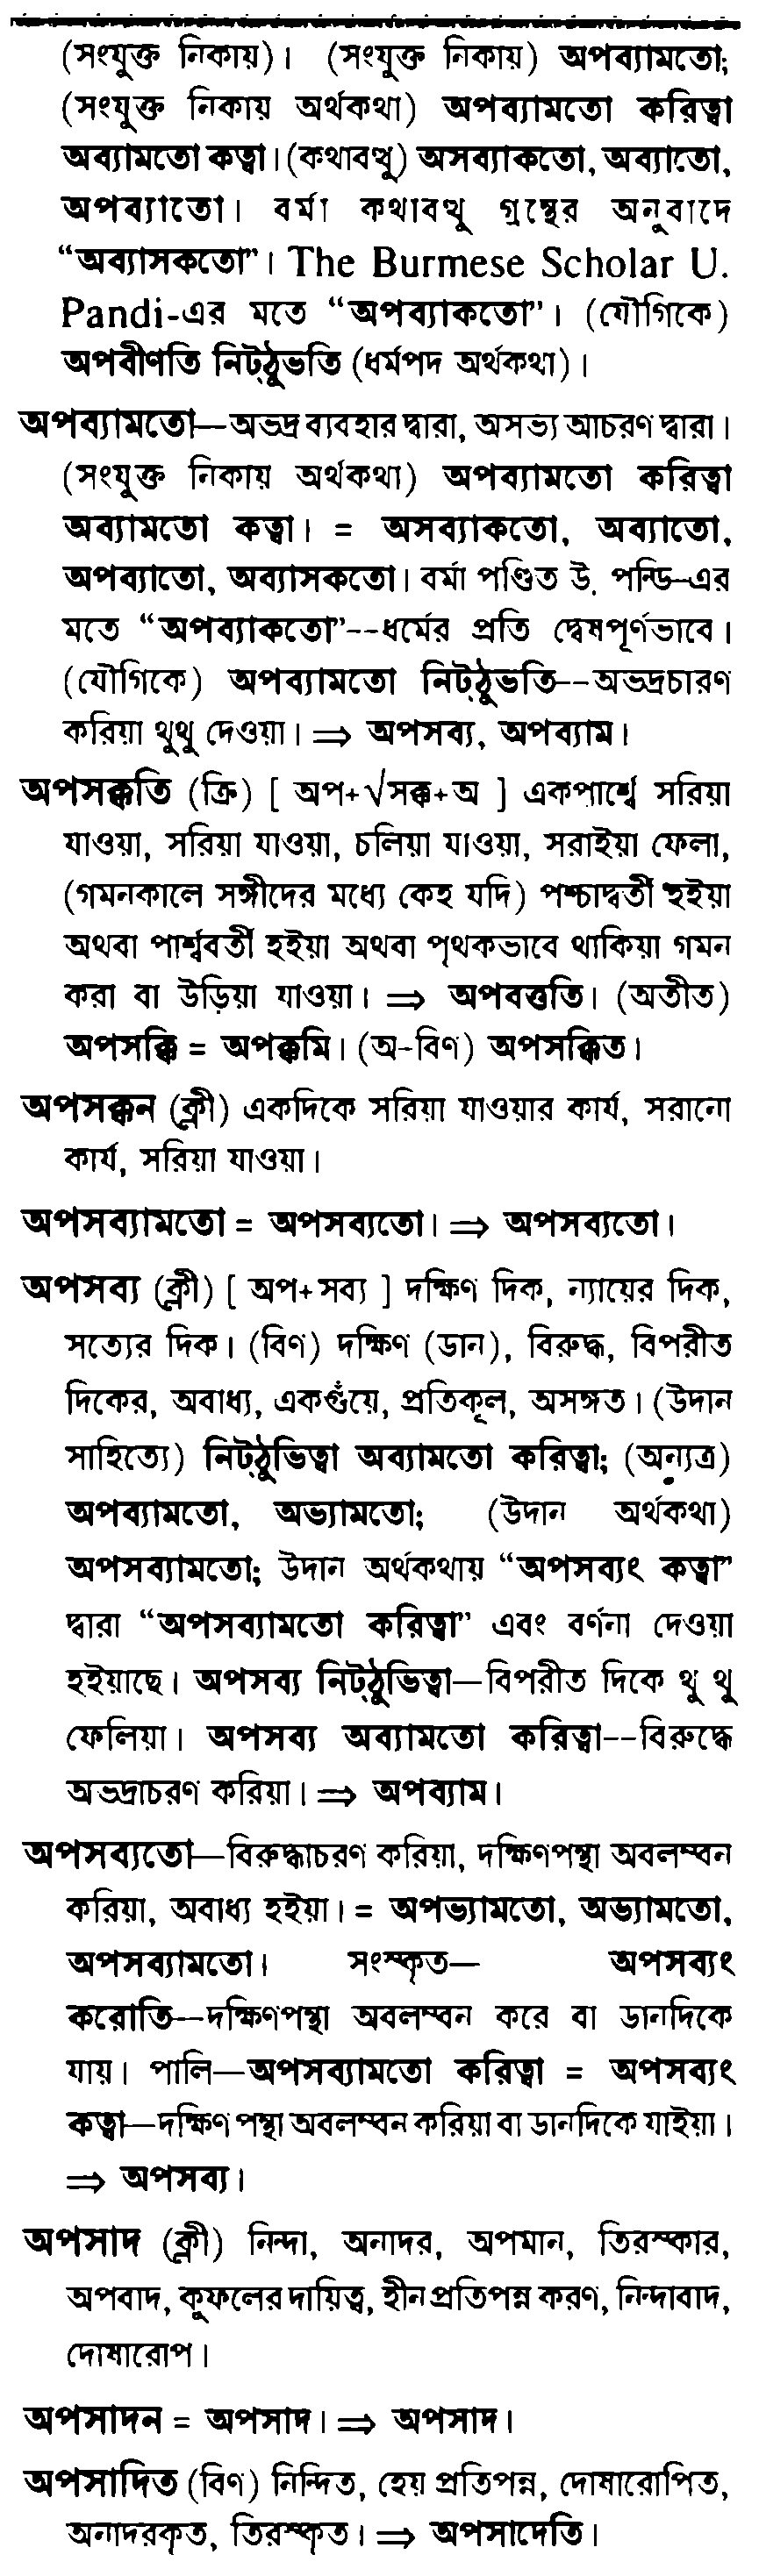 (সংযুক্ত নিকায়)। (সংযুক্ত নিকায়) অপব্যামতো;
(সংযুক্ত নিকায় অর্থকথা) অপব্যামতো করিত্বা
অব্যামতো কত্বা। (কথাবত্থু) অসব্যাকতো, অব্যাতো,
অপব্যাতো। বর্মা কথাবত্থু গ্রন্থের অনুবাদে
“অব্যাসকতো”। The Burmese Scholar U.
Pandi-এর মতে “অপব্যাকতো”। (যৌগিকে)
অপবীণতি নিট্ঠুভতি (ধর্মপদ অর্থকথা)।
অপব্যামতো—অভদ্র ব্যবহার দ্বারা, অসভ্য আচরণ দ্বারা।
(সংযুক্ত নিকায় অর্থকথা) অপব্যামতো করিত্বা
অব্যামতো কত্বা। = অসব্যাকতো, অব্যাতো,
অপব্যাতো, অব্যাসকতো। বর্মা পণ্ডিত উ. পন্ডি-এর
মতে “অপব্যাকতো”--ধর্মের প্রতি দ্বেষপূর্ণভাবে।
(যৌগিকে) অপব্যামতো নিট্ঠুভতি--অভদ্রচারণ
করিয়া থুথু দেওয়া। ⇒ অপসব্য, অপব্যাম।
অপসক্কতি (ক্রি) [ অপ+√সক্ক+অ ] একপার্শ্বে সরিয়া
যাওয়া, সরিয়া যাওয়া, চলিয়া যাওয়া, সরাইয়া ফেলা,
(গমনকালে সঙ্গীদের মধ্যে কেহ যদি) পশ্চাদ্বর্তী হইয়া
অথবা পার্শ্ববর্তী হইয়া অথবা পৃথকভাবে থাকিয়া গমন
করা বা উড়িয়া যাওয়া। ⇒ অপবত্ততি। (অতীত)
অপসক্কি = অপক্কমি। (অ-বিণ) অপসক্কিত।
অপসক্কন (ক্লী) একদিকে সরিয়া যাওয়ার কার্য, সরানো
কার্য, সরিয়া যাওয়া।
অপসব্যামতো = অপসব্যতো। ⇒ অপসব্যতো।
অপসব্য (ক্লী) [ অপ+সব্য ] দক্ষিণ দিক, ন্যায়ের দিক,
সত্যের দিক। (বিণ) দক্ষিণ (ডান), বিরুদ্ধ, বিপরীত
দিকের, অবাধ্য, একগুঁয়ে, প্রতিকূল, অসঙ্গত। (উদান
সাহিত্যে) নিট্ঠুভিত্বা অব্যামতো করিত্বা; (অন্যত্র)
অপব্যামতো, অভ্যামতো; (উদান অর্থকথা)
অপসব্যামতো; উদান অর্থকথায় “অপসব্যং কত্বা”
দ্বারা “অপসব্যামতো করিত্বা” এবং বর্ণনা দেওয়া
হইয়াছে। অপসব্য নিট্ঠুভিত্বা—বিপরীত দিকে থু থু
ফেলিয়া। অপসব্য অব্যামতো করিত্বা--বিরুদ্ধে
অভদ্রাচরণ করিয়া। ⇒ অপব্যাম।
অপসব্যতো—বিরুদ্ধাচরণ করিয়া, দক্ষিণপন্থা অবলম্বন
করিয়া, অবাধ্য হইয়া। = অপভ্যামতো, অভ্যামতো,
অপসব্যামতো। সংস্কৃত— অপসব্যং
করোতি—দক্ষিণপন্থা অবলম্বন করে বা ডানদিকে
যায়। পালি—অপসব্যামতো করিত্বা = অপসব্যং
কত্বা—দক্ষিণ পন্থা অবলম্বন করিয়া বা ডানদিকে যাইয়া।
⇒ অপসব্য।
অপসাদ (ক্লী) নিন্দা, অনাদর, অপমান, তিরস্কার,
অপবাদ, কুফলের দায়িত্ব, হীন প্রতিপন্ন করণ, নিন্দাবাদ,
দোষারোপ।
অপসাদন = অপসাদ। ⇒ অপসাদ।
অপসাদিত (বিণ) নিন্দিত, হেয় প্রতিপন্ন, দোষারোপিত,
অনাদরকৃত, তিরস্কৃত। ⇒ অপসাদেতি।